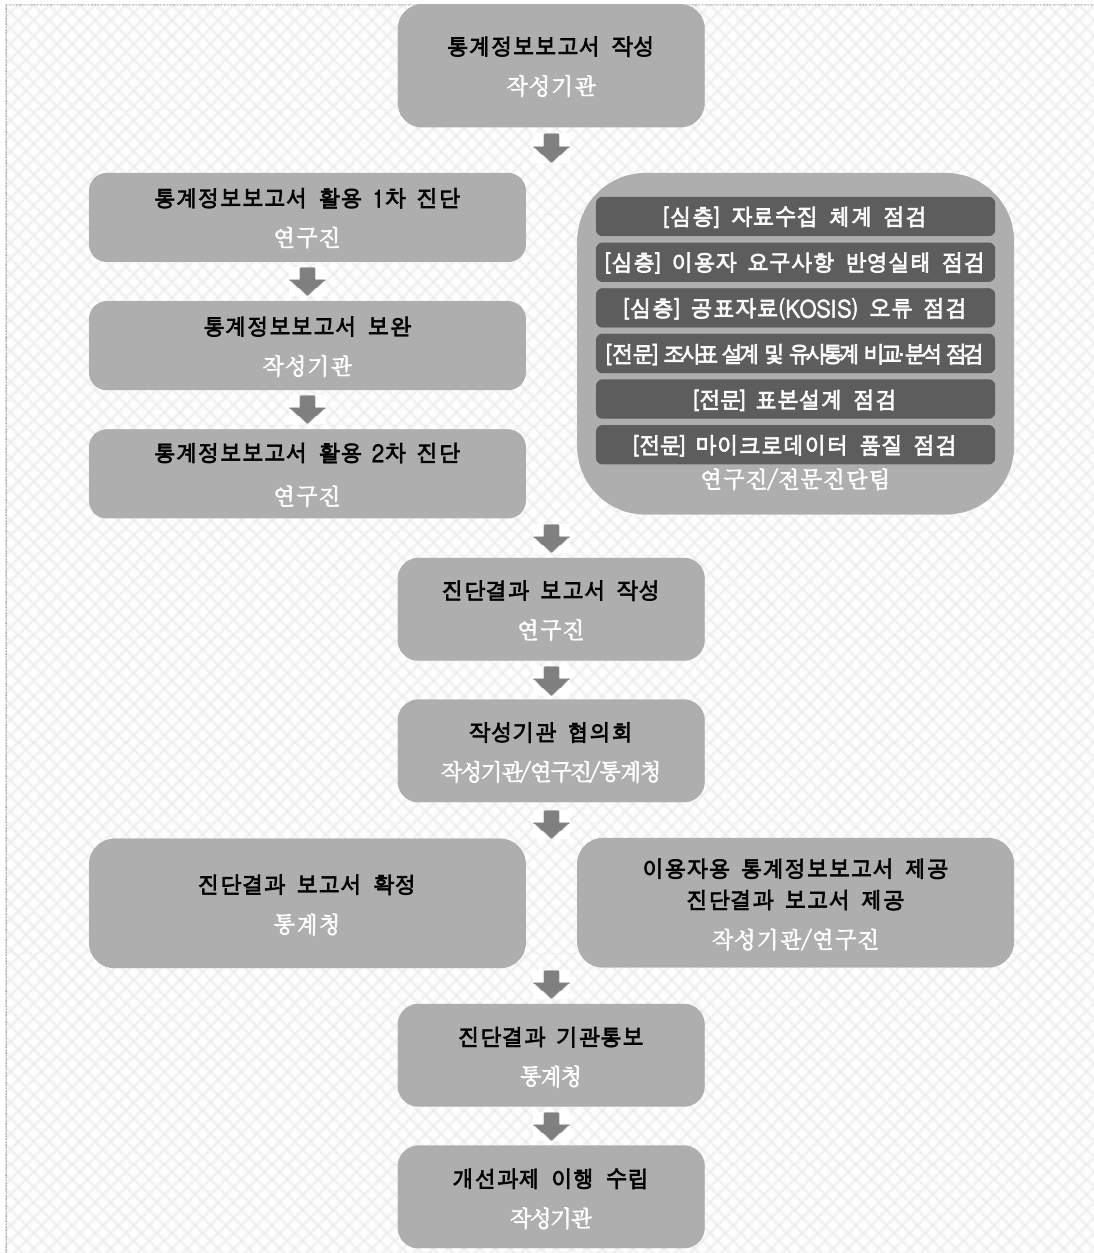 통계정보보고서 작성
작성기관
통계정보보고서 활용 1차 진단
연구진
통계정보보고서 보완
작성기관
통계정보보고서 활용 2차 진단
연구진
[심층] 자료수집 체계 점검
[심층] 이용자 요구사항 반영실태 점검
[심층] 공표자료(KOSIS) 오류 점검
[전문] 조사표 설계 및 유사통계 비교·분석 점검
[전문] 표본설계 점검
[전문] 마이크로데이터 품질 점검
연구진/전문진단팀
진단결과 보고서 작성
연구진
작성기관 협의회
작성기관/연구진/통계청
진단결과 보고서 확정
통계청
이용자용 통계정보보고서 제공
진단결과 보고서 제공
작성기관/연구진
진단결과 기관통보
통계청
개선과제 이행 수립
작성기관